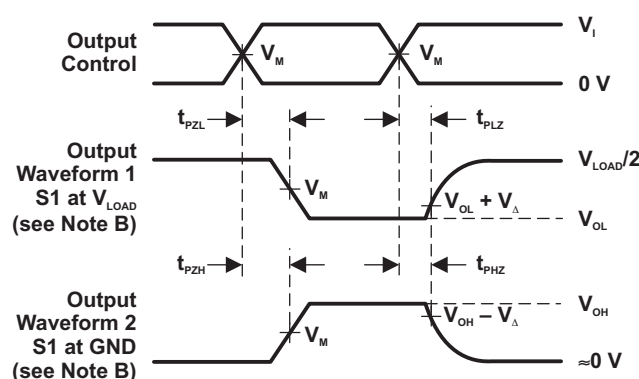 Output
Control
V_M
V_M
V_I
0 V
t_PZL
t_PLZ
Output
Waveform 1
S1 at V_LOAD
(see Note B)
V_M
V_LOAD/2
V_OL + V_Δ
V_OL
t_PZH
t_PHZ
Output
Waveform 2
S1 at GND
(see Note B)
V_M
V_OH
V_OH – V_Δ
≈0 V